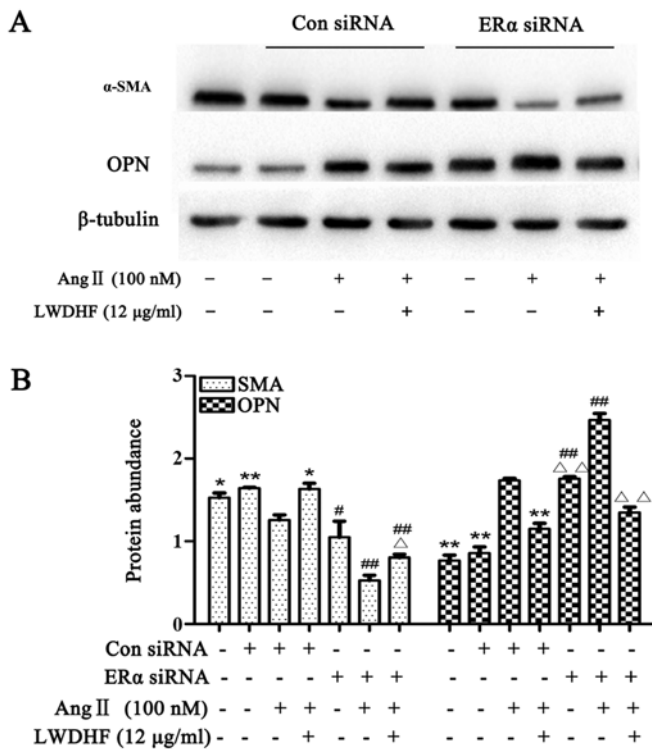 A
Con siRNA ERα siRNA
α-SMA
OPN
β-tubulin
Ang II (100 nM) - - + + - + +
LWDHF (12 μg/ml) - - - + - - +
B
3
SMA
OPN
##
2
** * ## △ △
* △ △
# ** ## △ ** **
1
0
Protein abundance
Con siRNA - + + + - - - - + + + - - -
ERα siRNA - - - - + + + - - - - + + +
Ang II (100 nM) - - + + - + + - - + + - + +
LWDHF (12 μg/ml) - - - + - - + - - - + - - +